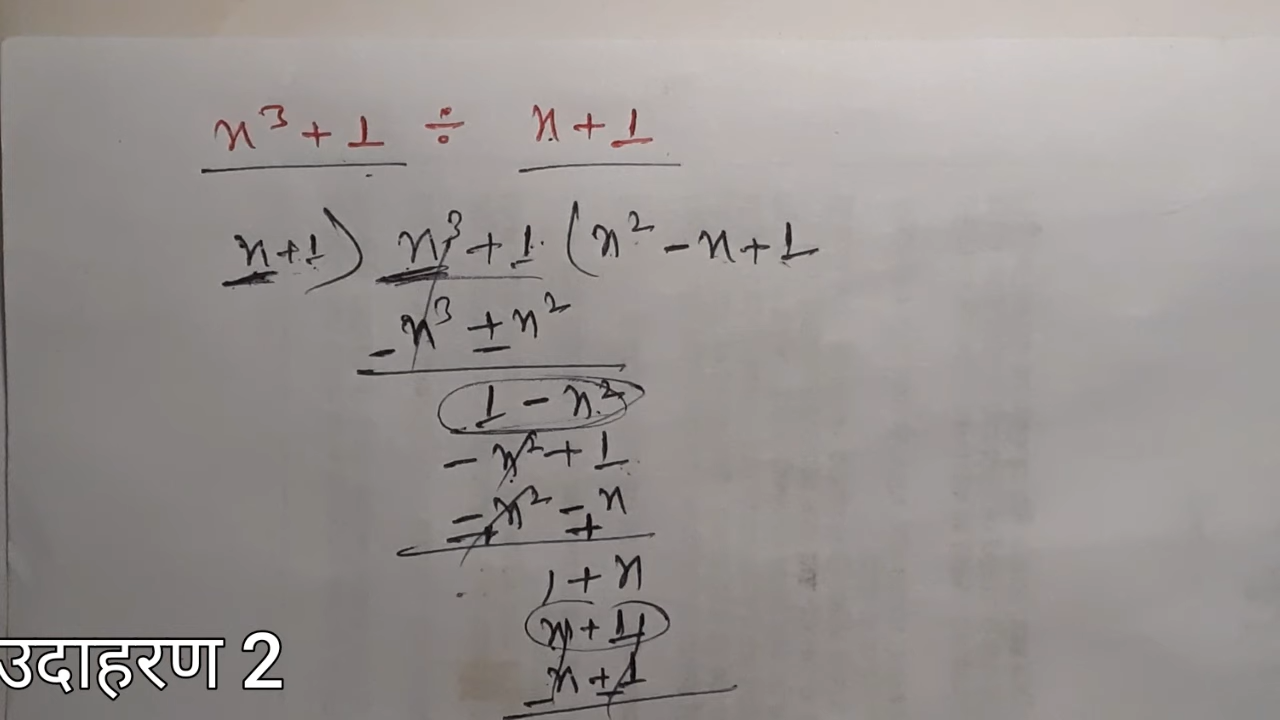 x³ + 1 ÷ x + 1
x + 1 ) x³ + 1 ( x² - x + 1
- x³ ± x²
1 - x²
- x² + 1
- x² - x
+ +
1 + x
x + 1
- x ± 1
उदाहरण 2